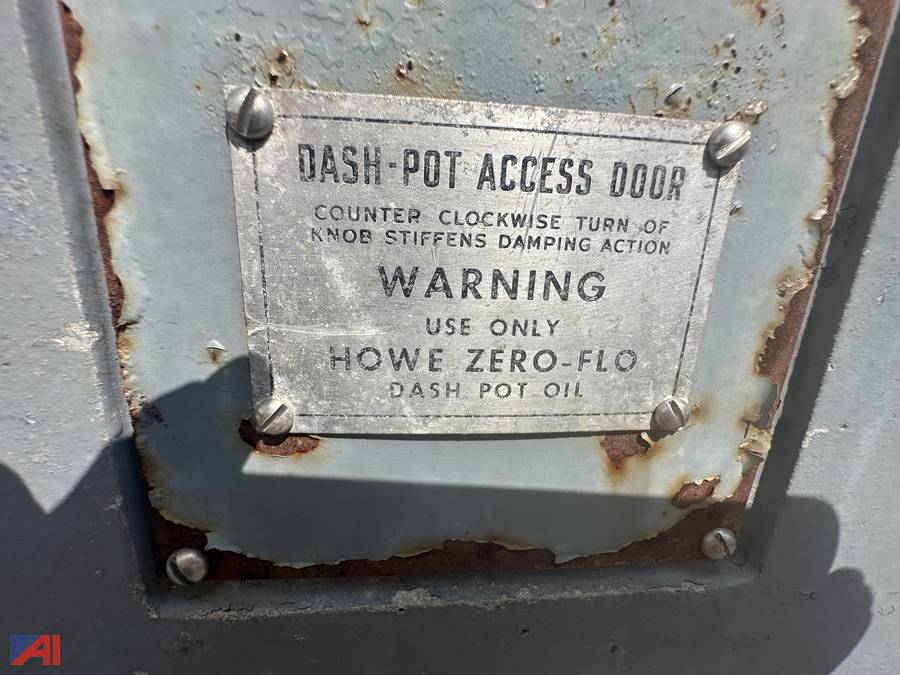 DASH-POT ACCESS DOOR
COUNTER CLOCKWISE TURN OF
KNOB STIFFENS DAMPING ACTION
WARNING
USE ONLY
HOWE ZERO-FLO
DASH POT OIL
AI